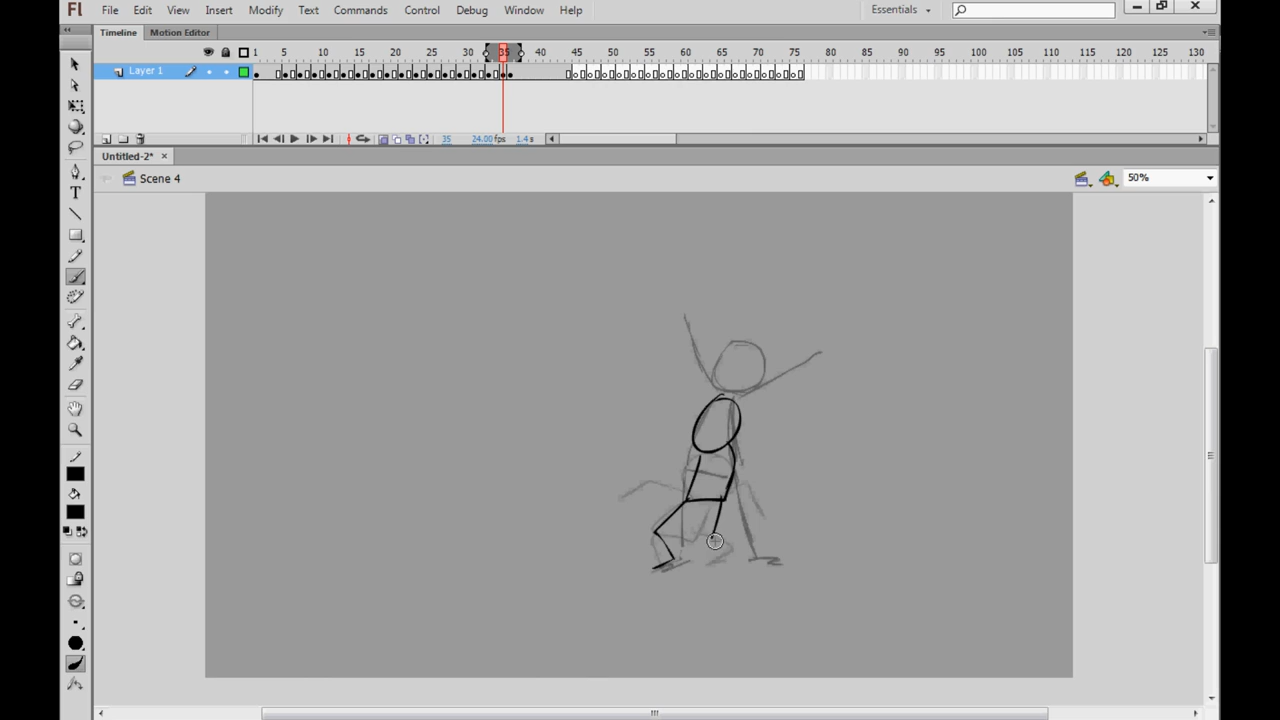 Fl File Edit View Insert Modify Text Commands Control Debug Window Help Essentials
Timeline Motion Editor
1 5 10 15 20 25 30 35 40 45 50 55 60 65 70 75 80 85 90 95 100 105 110 115 120 125 130
Layer 1
35 24.00 fps 1.4 s
Untitled-2*
Scene 4 50%
T